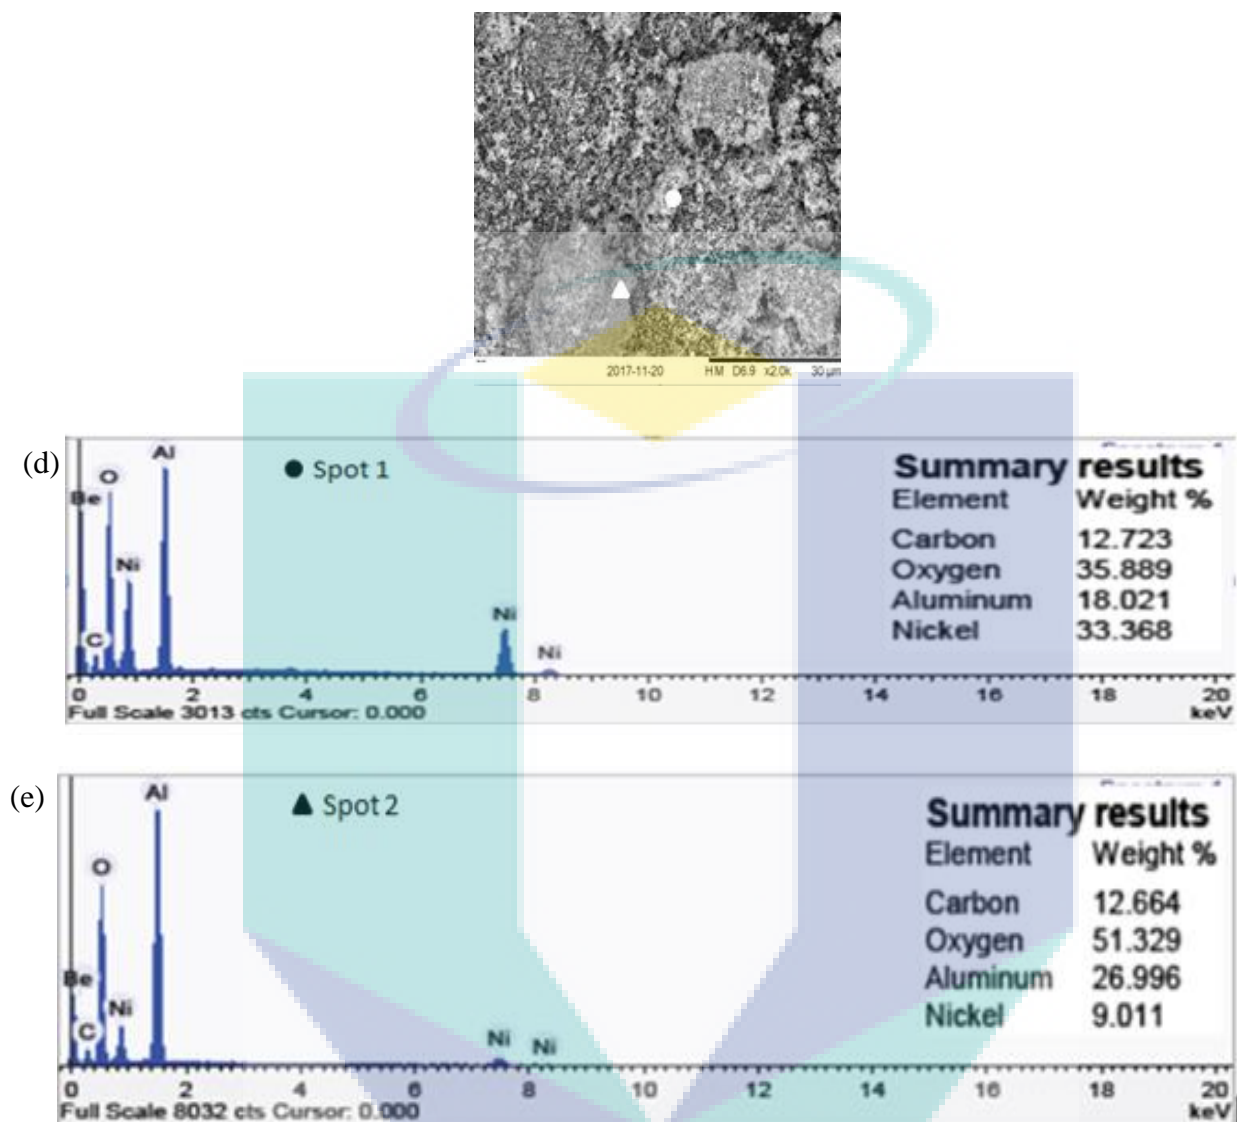 2017-11-20 HM D6.9 x2.0k 30 µm
(d)
● Spot 1
Be
C
O
Ni
Al
Ni
Ni
Summary results
Element Weight %
Carbon 12.723
Oxygen 35.889
Aluminum 18.021
Nickel 33.368
0 2 4 6 8 10 12 14 16 18 20
Full Scale 3013 cts Cursor: 0.000 keV
(e)
▲ Spot 2
Be
C
O
Ni
Al
Ni
Ni
Summary results
Element Weight %
Carbon 12.664
Oxygen 51.329
Aluminum 26.996
Nickel 9.011
0 2 4 6 8 10 12 14 16 18 20
Full Scale 8032 cts Cursor: 0.000 keV